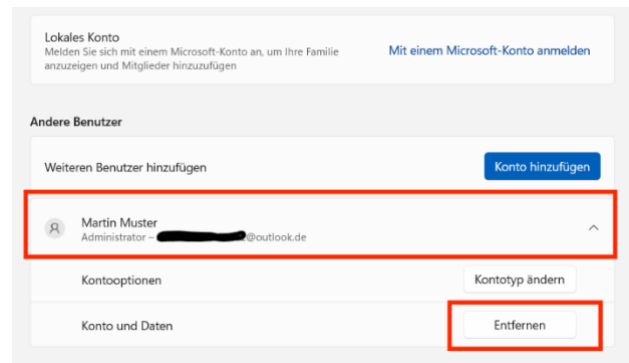 Lokales Konto
Melden Sie sich mit einem Microsoft-Konto an, um Ihre Familie
anzuzeigen und Mitglieder hinzuzufügen
Mit einem Microsoft-Konto anmelden
Andere Benutzer
Weiteren Benutzer hinzufügen
Konto hinzufügen
Martin Muster
Administrator – @outlook.de
Kontooptionen
Kontotyp ändern
Konto und Daten
Entfernen